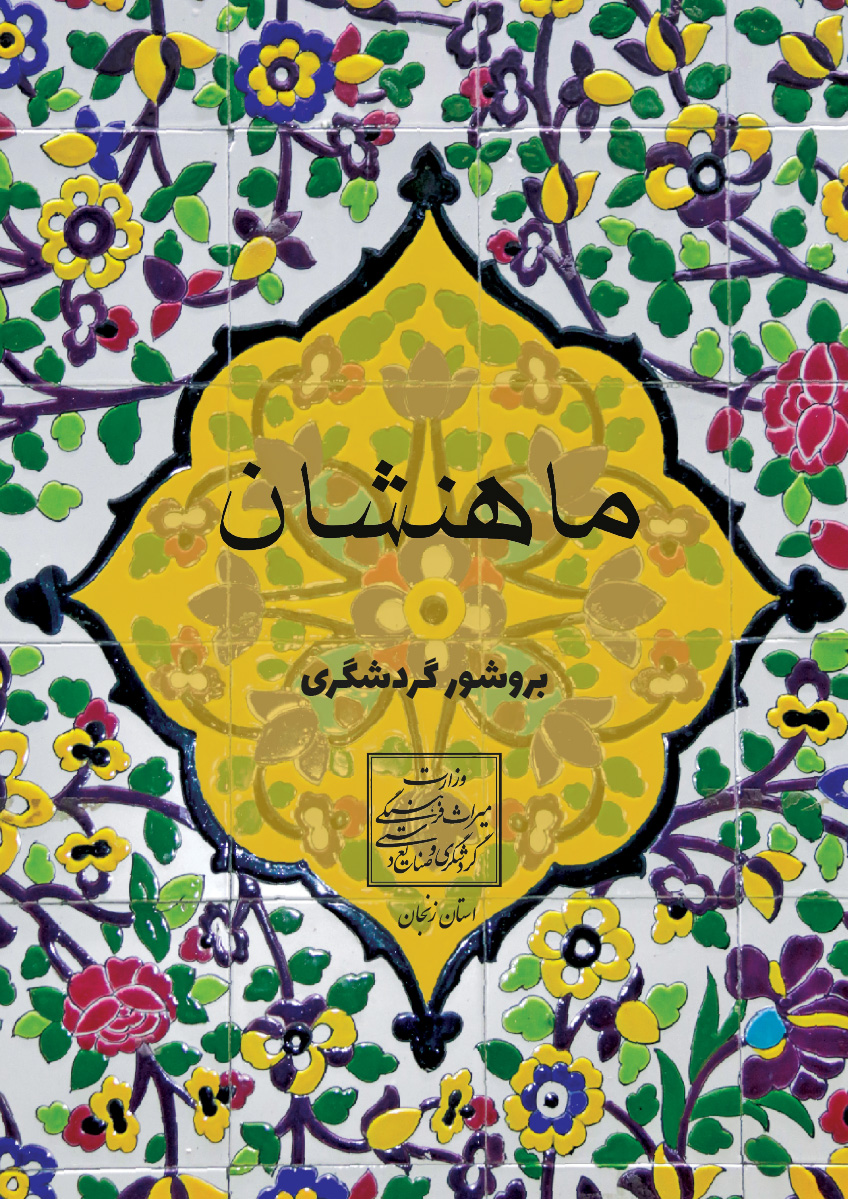 ماهنشان
بروشور گردشگری
وزارت
میراث فرهنگی
گردشگری و صنایع دستی
استان زنجان